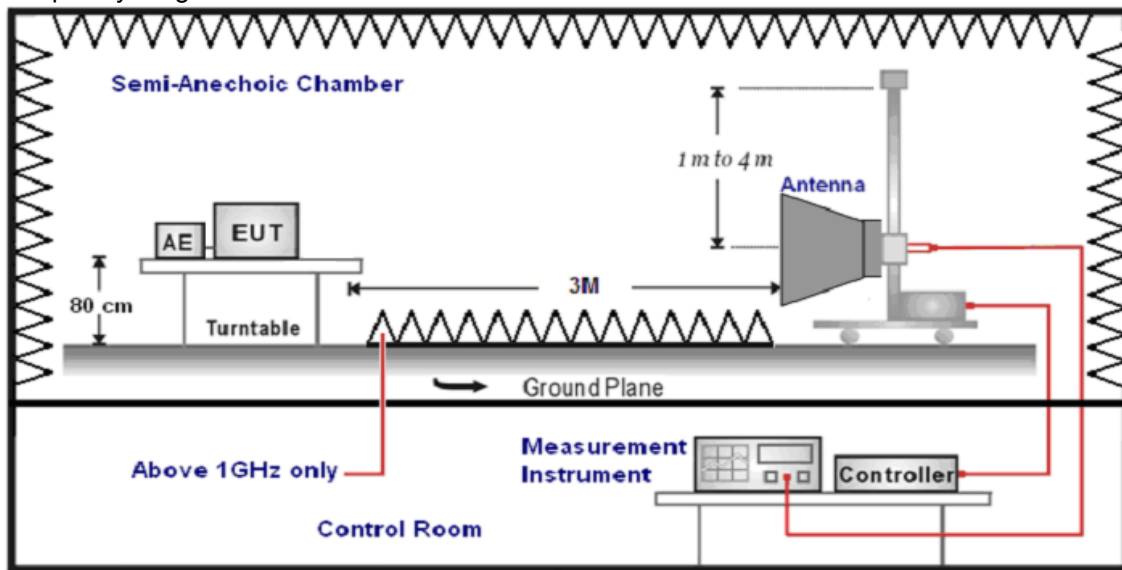 Semi-Anechoic Chamber
1 m to 4 m
Antenna
AE
EUT
80 cm
3M
Turntable
Ground Plane
Above 1GHz only
Measurement
Instrument
Controller
Control Room